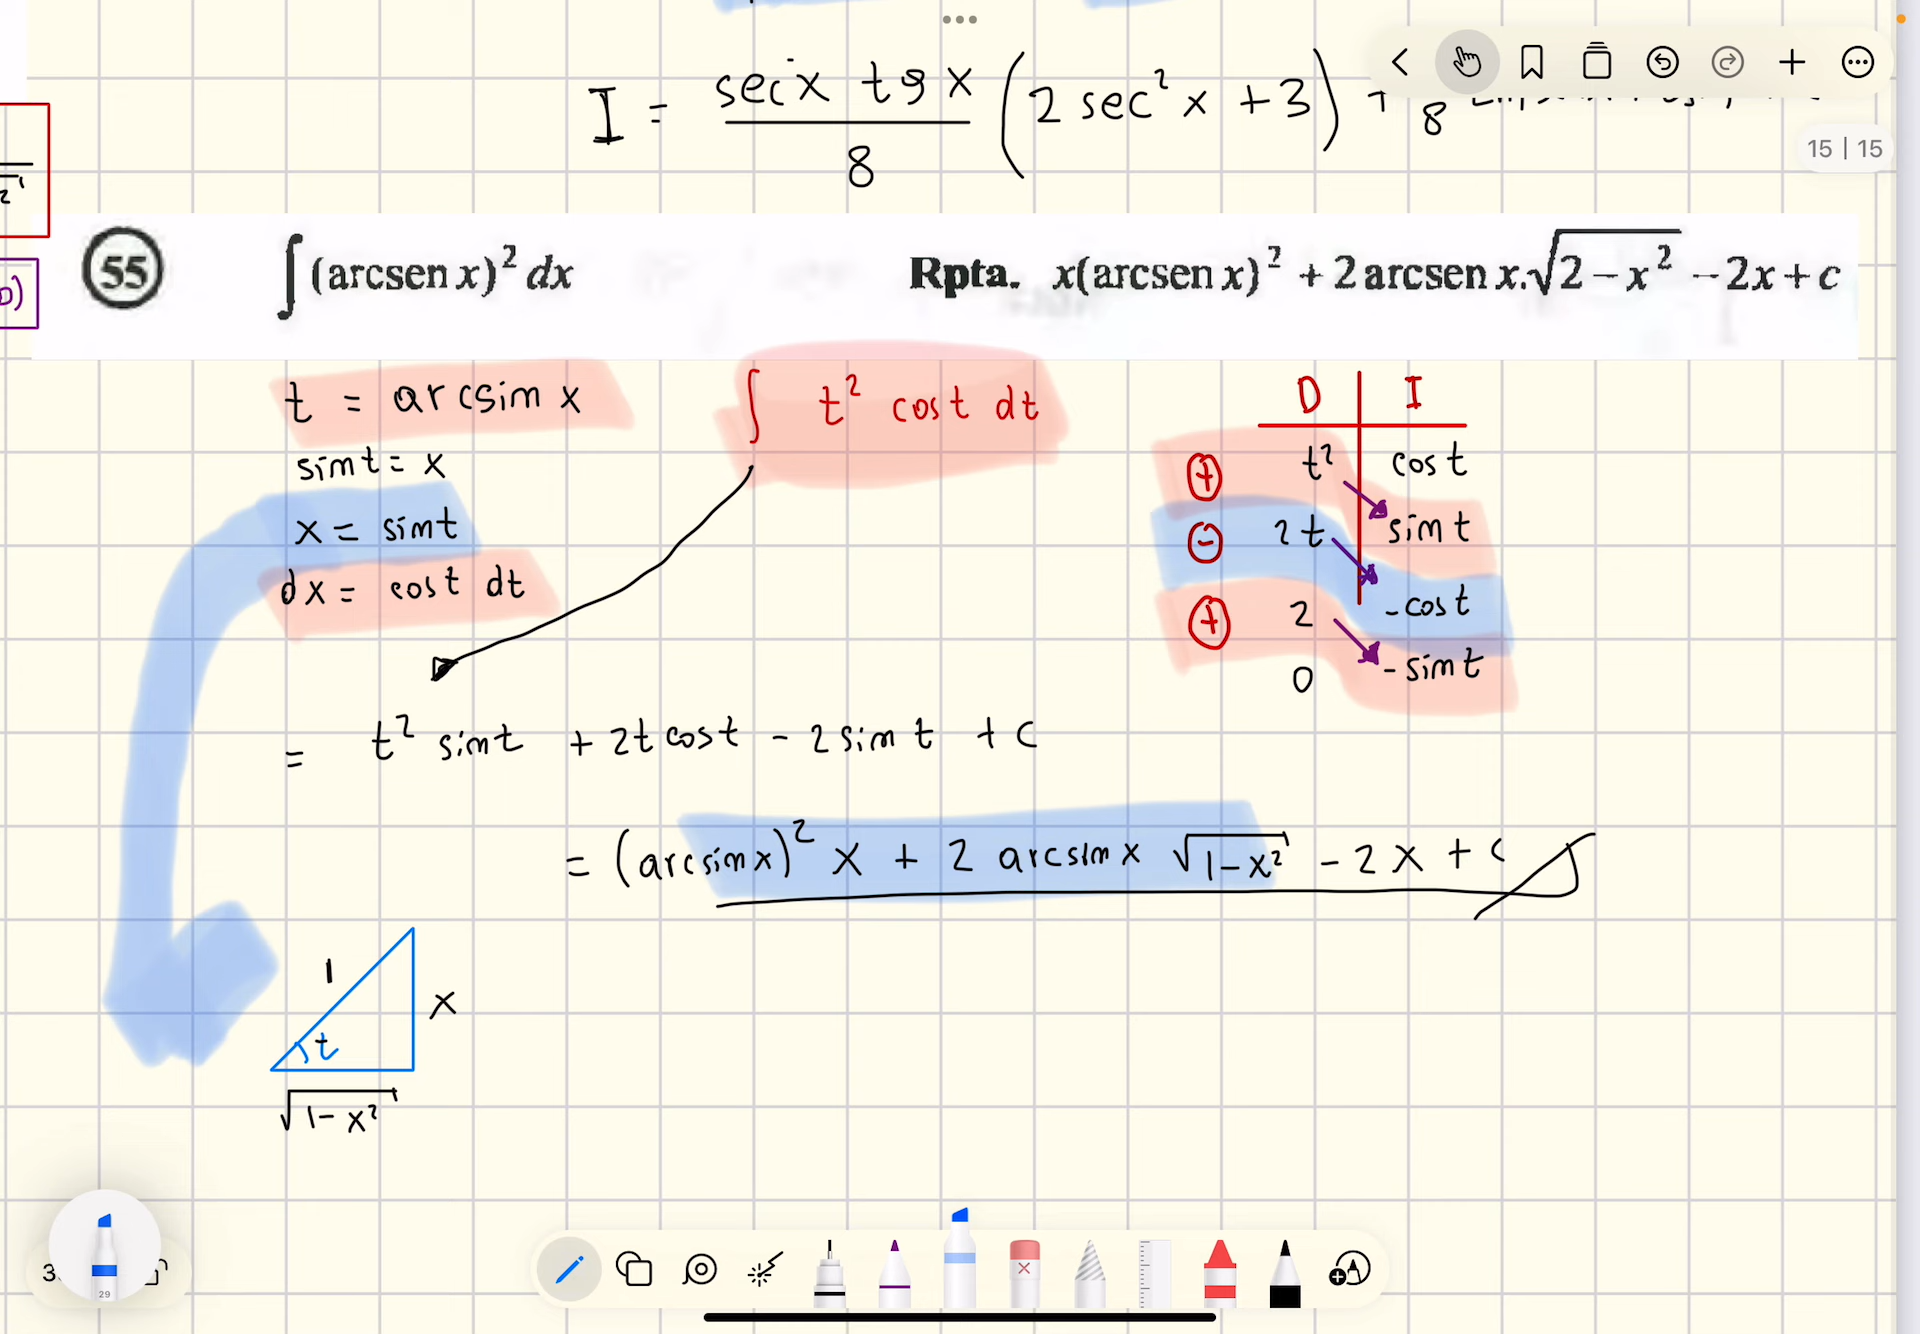 I = sec x tg x / 8 (2 sec² x + 3) + 8
15 | 15
55 ∫ (arcsen x)² dx Rpta. x(arcsen x)² + 2 arcsen x.√2 − x² − 2x + c
t = arcsin x
sin t = x
x = sin t
dx = cos t dt
∫ t² cos t dt
D I
+ t² cos t
- 2t sin t
+ 2 -cos t
0 -sin t
= t² sin t + 2t cos t - 2 sin t + c
= (arcsin x)² x + 2 arcsin x √1-x² - 2x + c
1
x
t
√1-x²
29